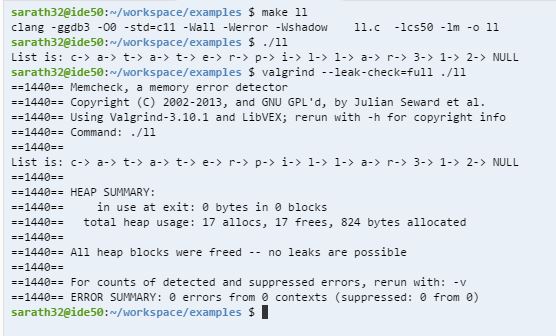 sarath32@ide50:~/workspace/examples $ make ll
clang -ggdb3 -O0 -std=c11 -Wall -Werror -Wshadow    ll.c  -lcs50 -lm -o ll
sarath32@ide50:~/workspace/examples $ ./ll
List is: c-> a-> t-> a-> t-> e-> r-> p-> i-> l-> l-> a-> r-> 3-> 1-> 2-> NULL
sarath32@ide50:~/workspace/examples $ valgrind --leak-check=full ./ll
==1440== Memcheck, a memory error detector
==1440== Copyright (C) 2002-2013, and GNU GPL'd, by Julian Seward et al.
==1440== Using Valgrind-3.10.1 and LibVEX; rerun with -h for copyright info
==1440== Command: ./ll
==1440==
List is: c-> a-> t-> a-> t-> e-> r-> p-> i-> l-> l-> a-> r-> 3-> 1-> 2-> NULL
==1440==
==1440== HEAP SUMMARY:
==1440==     in use at exit: 0 bytes in 0 blocks
==1440==   total heap usage: 17 allocs, 17 frees, 824 bytes allocated
==1440==
==1440== All heap blocks were freed -- no leaks are possible
==1440==
==1440== For counts of detected and suppressed errors, rerun with: -v
==1440== ERROR SUMMARY: 0 errors from 0 contexts (suppressed: 0 from 0)
sarath32@ide50:~/workspace/examples $